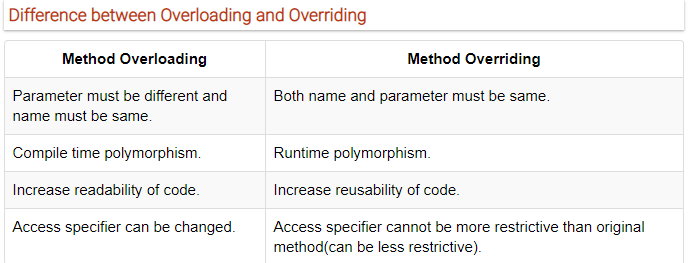 Difference between Overloading and Overriding
Method Overloading
Method Overriding
Parameter must be different and
name must be same.
Both name and parameter must be same.
Compile time polymorphism.
Runtime polymorphism.
Increase readability of code.
Increase reusability of code.
Access specifier can be changed.
Access specifier cannot be more restrictive than original
method(can be less restrictive).